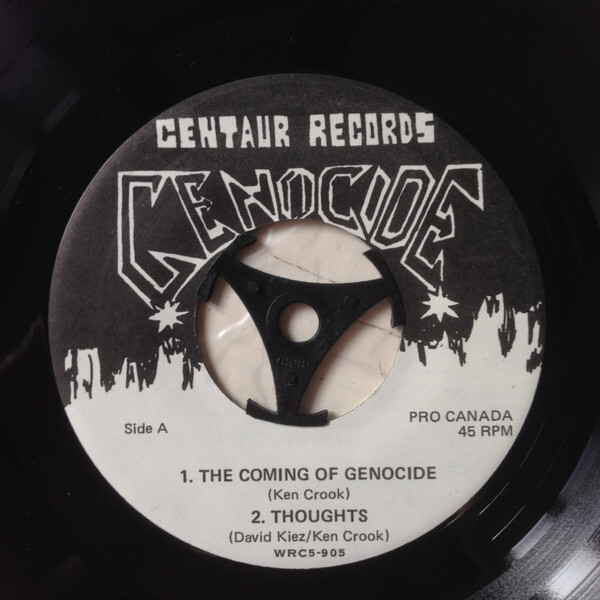 CENTAUR RECORDS
GENOCIDE
Side A
PRO CANADA
45 RPM
1. THE COMING OF GENOCIDE
(Ken Crook)
2. THOUGHTS
(David Kiez/Ken Crook)
WRC5-905